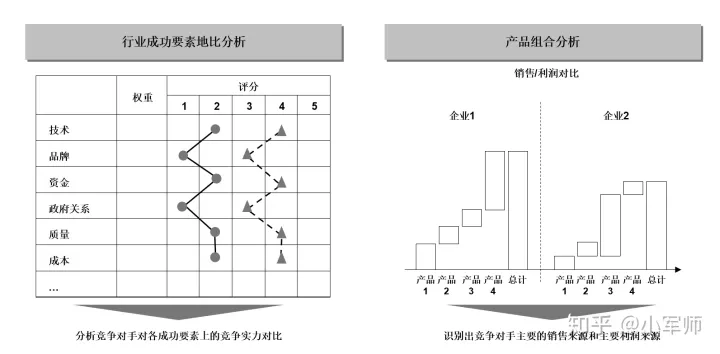 行业成功要素地比分析
权重
评分
1 2 3 4 5
技术
品牌
资金
政府关系
质量
成本
...
分析竞争对手对各成功要素上的竞争实力对比
产品组合分析
销售/利润对比
企业1
企业2
产品 产品 产品 产品 总计 产品 产品 产品 产品 总计
1 2 3 4 1 2 3 4
识别出竞争对手主要的销售来源和主要利润来源
知乎 @小军师